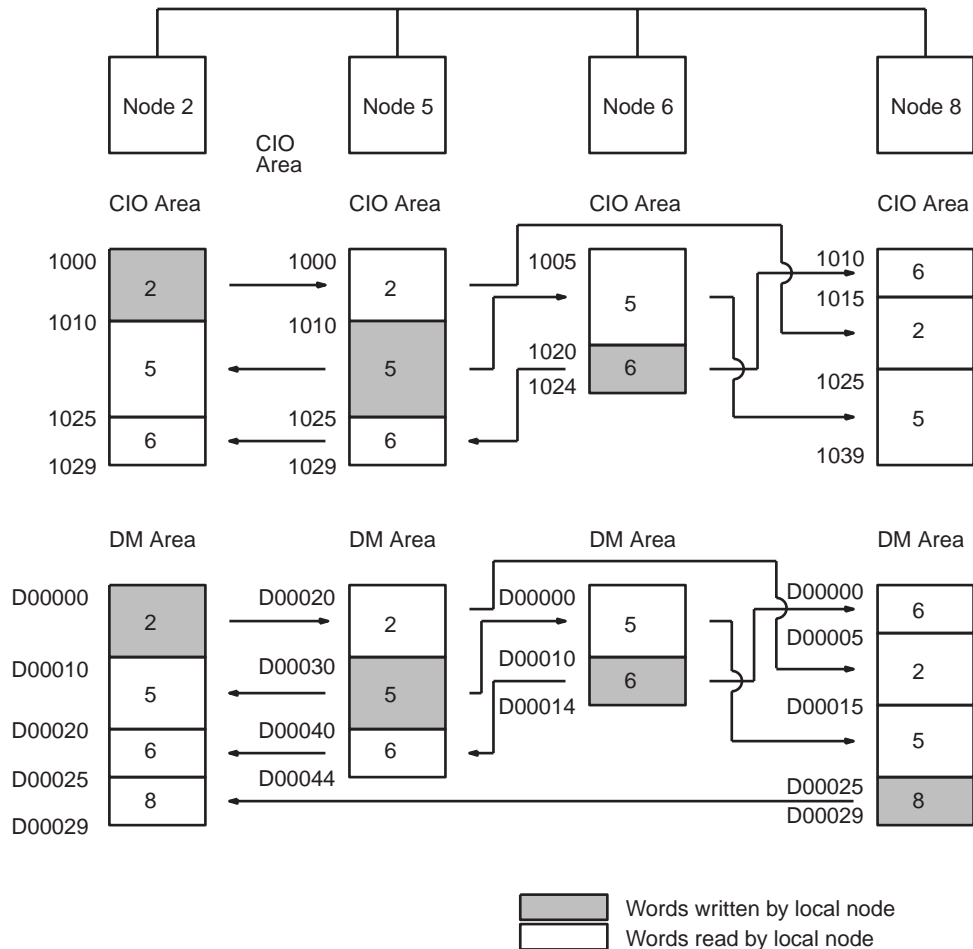 Node 2
Node 5
Node 6
Node 8
CIO
Area
CIO Area
CIO Area
CIO Area
CIO Area
1000
2
1010
5
1025
6
1029
1000
2
1010
5
1025
6
1029
1005
5
1020
6
1024
1010
6
1015
2
1025
5
1039
DM Area
DM Area
DM Area
DM Area
D00000
2
D00010
5
D00020
6
D00025
8
D00029
D00020
2
D00030
5
D00040
6
D00044
D00000
5
D00010
6
D00014
D00000
6
D00005
2
D00015
5
D00025
8
D00029
Words written by local node
Words read by local node